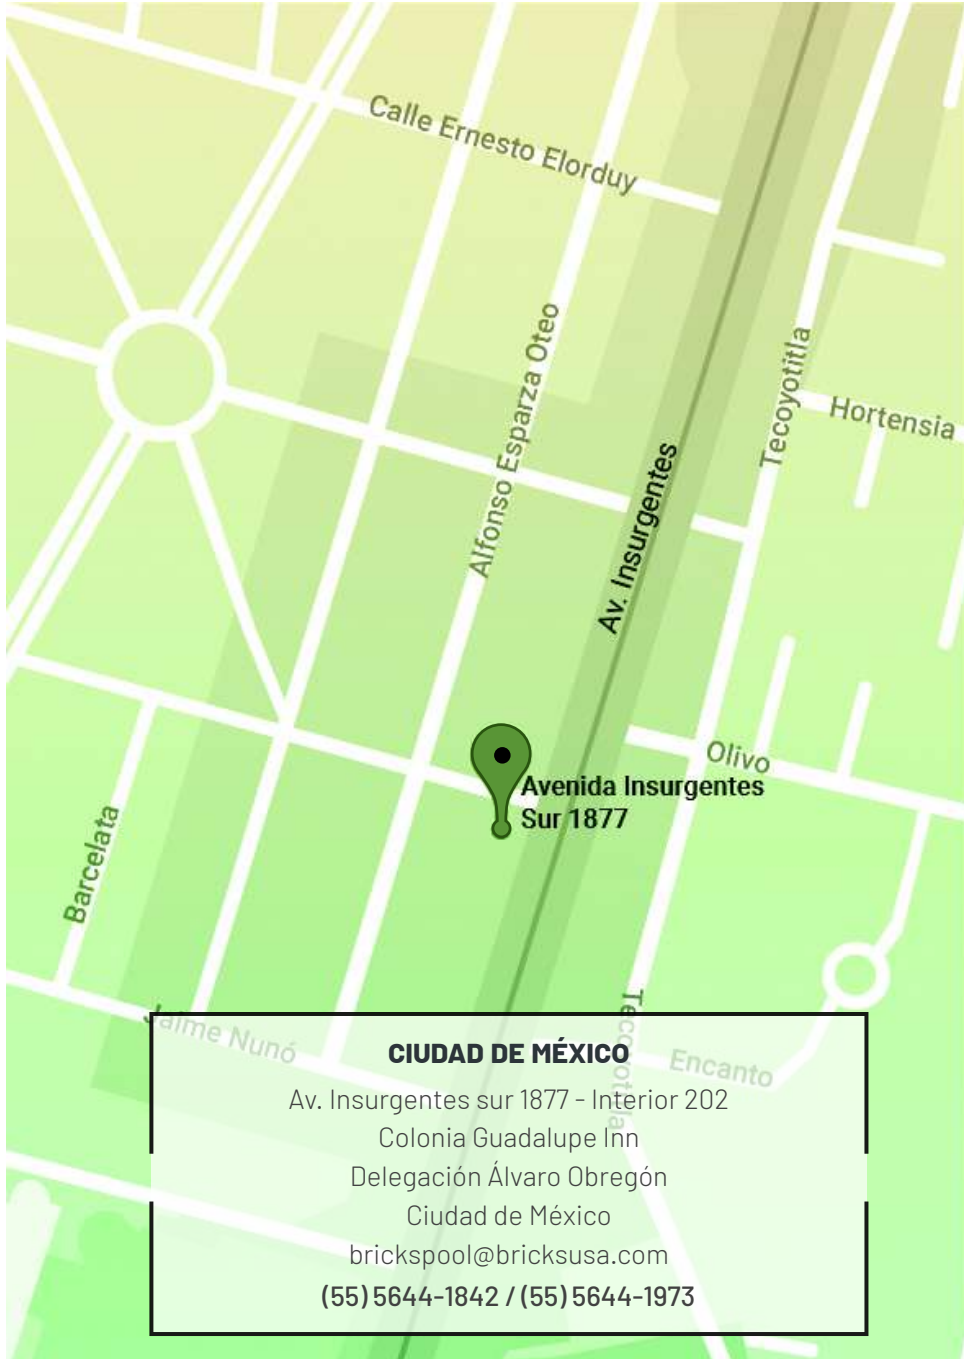 Calle Ernesto Elorduy
Alfonso Esparza Oteo
Tecoyotitla
Hortensia
Av. Insurgentes
Olivo
Avenida Insurgentes
Sur 1877
Barcelata
Jaime Nunó
Tecoyotitla
Encanto
CIUDAD DE MÉXICO
Av. Insurgentes sur 1877 - Interior 202
Colonia Guadalupe Inn
Delegación Álvaro Obregón
Ciudad de México
brickspool@bricksusa.com
(55) 5644-1842 / (55) 5644-1973